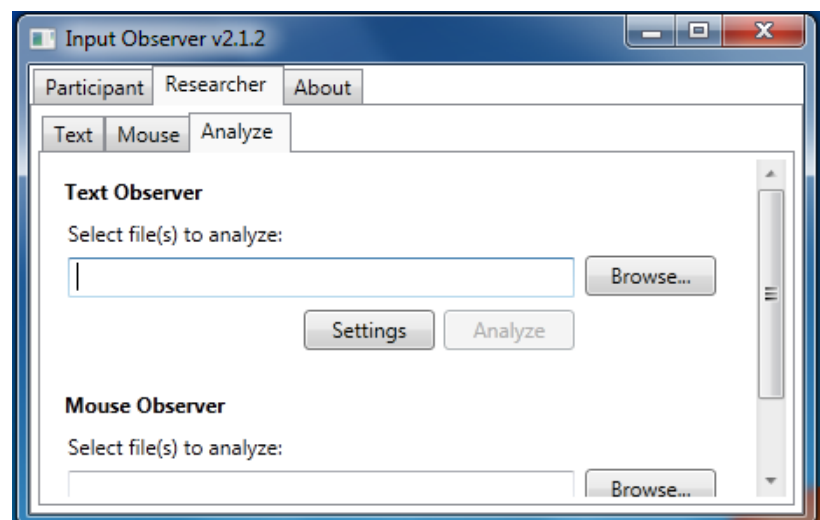 Input Observer v2.1.2
Participant Researcher About
Text Mouse Analyze
Text Observer
Select file(s) to analyze:
Browse...
Settings Analyze
Mouse Observer
Select file(s) to analyze:
Browse...